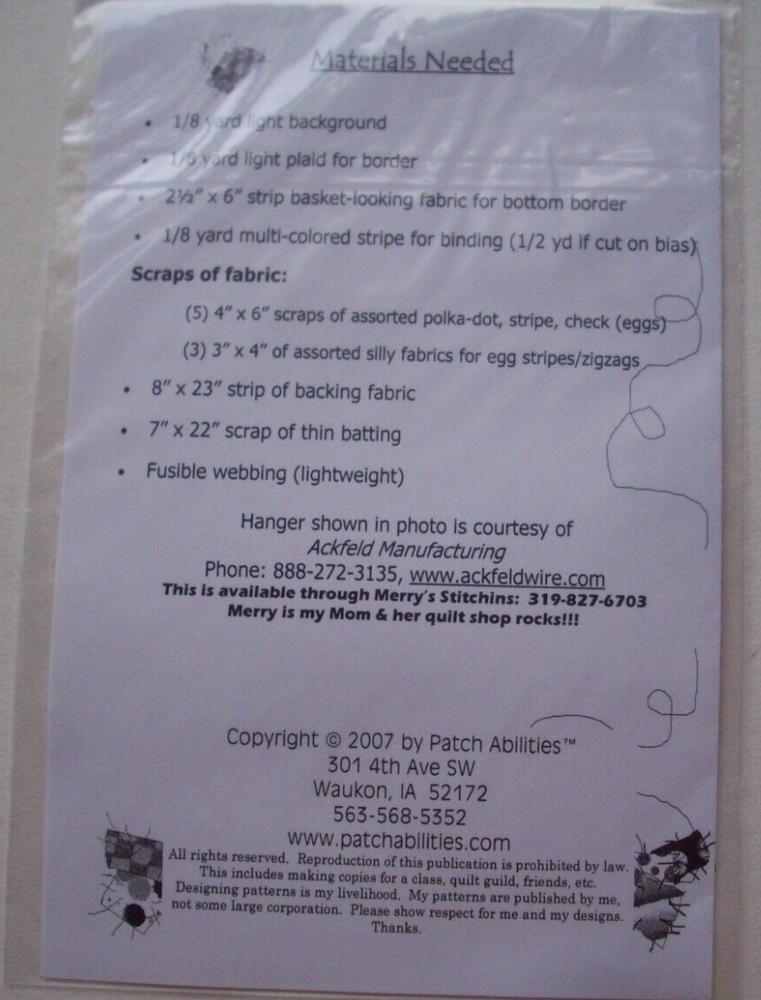 Materials Needed
• 1/8 yard light background
• 1/6 yard light plaid for border
• 2½" x 6" strip basket-looking fabric for bottom border
• 1/8 yard multi-colored stripe for binding (1/2 yd if cut on bias)
Scraps of fabric:
(5) 4" x 6" scraps of assorted polka-dot, stripe, check (eggs)
(3) 3" x 4" of assorted silly fabrics for egg stripes/zigzags
• 8" x 23" strip of backing fabric
• 7" x 22" scrap of thin batting
• Fusible webbing (lightweight)
Hanger shown in photo is courtesy of
Ackfeld Manufacturing
Phone: 888-272-3135, www.ackfeldwire.com
This is available through Merry's Stitchins: 319-827-6703
Merry is my Mom & her quilt shop rocks!!!
Copyright © 2007 by Patch Abilities™
301 4th Ave SW
Waukon, IA 52172
563-568-5352
www.patchabilities.com
All rights reserved. Reproduction of this publication is prohibited by law.
This includes making copies for a class, quilt guild, friends, etc.
Designing patterns is my livelihood. My patterns are published by me,
not some large corporation. Please show respect for me and my designs.
Thanks.